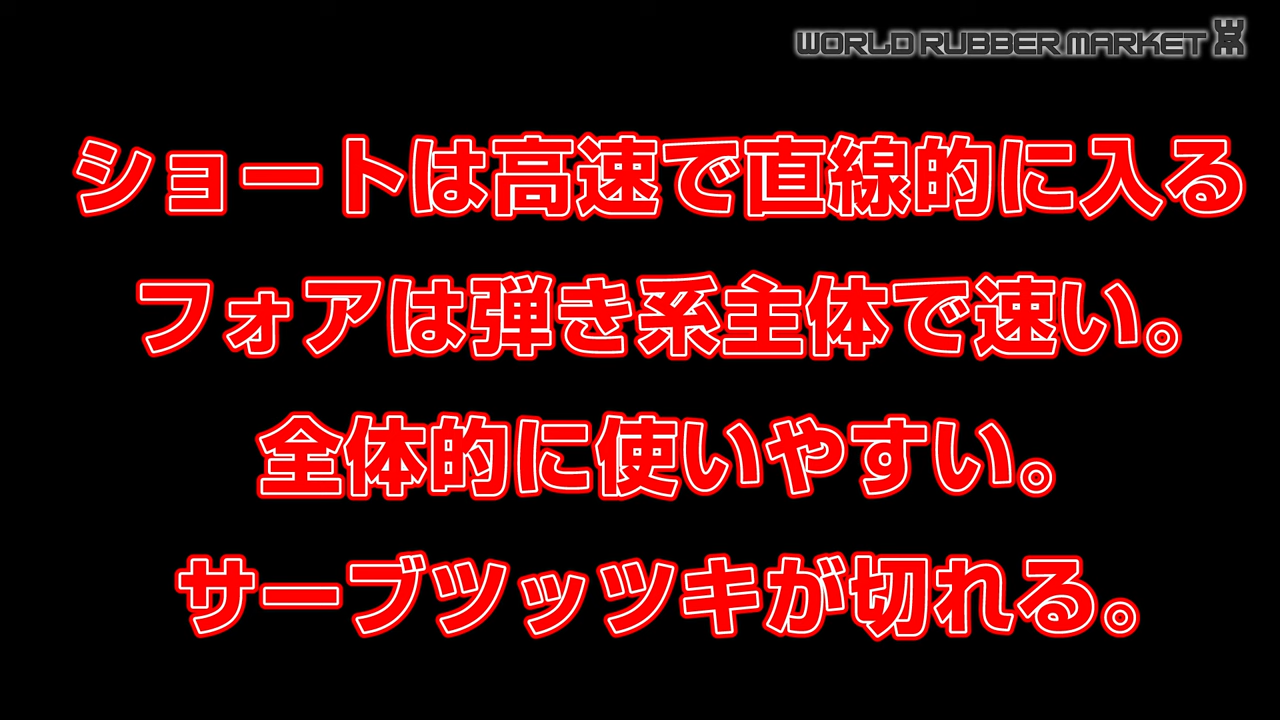 WORLD RUBBER MARKET
ショートは高速で直線的に入る
フォアは弾き系主体で速い。
全体的に使いやすい。
サーブツッツキが切れる。